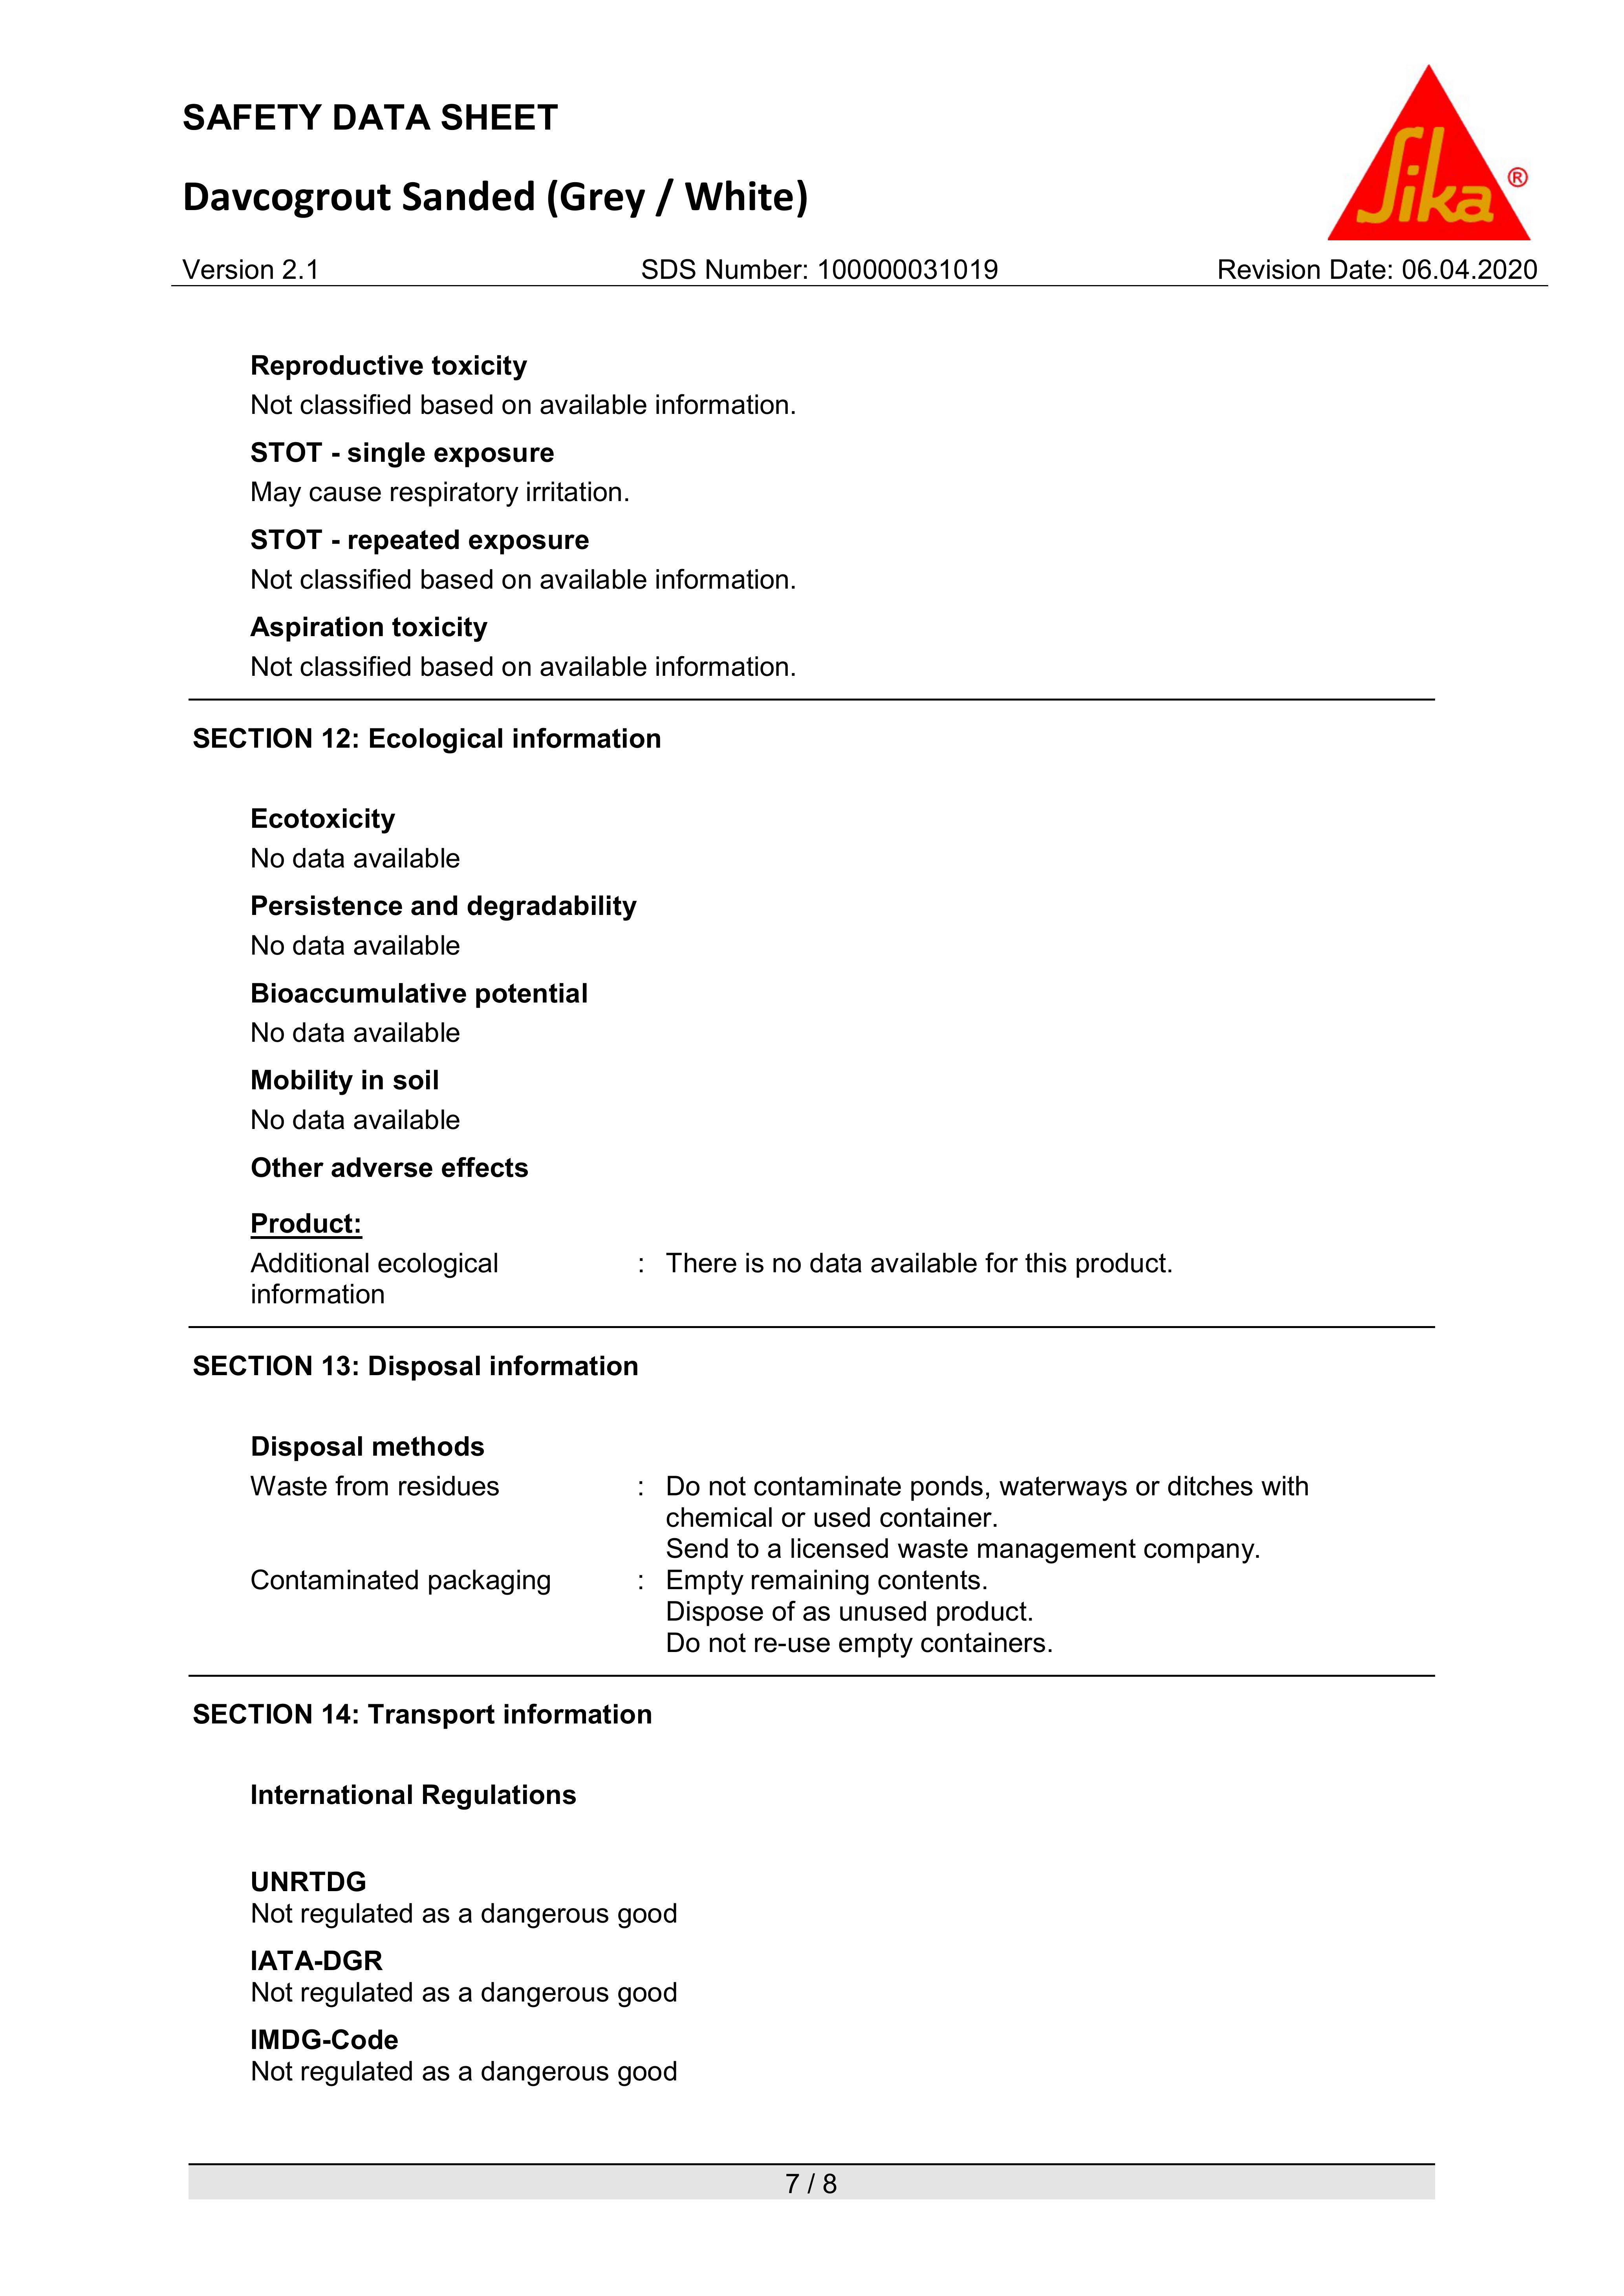 SAFETY DATA SHEET
Davcogrout Sanded (Grey / White)
Sika®
Version 2.1 SDS Number: 100000031019 Revision Date: 06.04.2020
Reproductive toxicity
Not classified based on available information.
STOT - single exposure
May cause respiratory irritation.
STOT - repeated exposure
Not classified based on available information.
Aspiration toxicity
Not classified based on available information.
SECTION 12: Ecological information
Ecotoxicity
No data available
Persistence and degradability
No data available
Bioaccumulative potential
No data available
Mobility in soil
No data available
Other adverse effects
Product:
Additional ecological : There is no data available for this product.
information
SECTION 13: Disposal information
Disposal methods
Waste from residues : Do not contaminate ponds, waterways or ditches with
chemical or used container.
Send to a licensed waste management company.
Contaminated packaging : Empty remaining contents.
Dispose of as unused product.
Do not re-use empty containers.
SECTION 14: Transport information
International Regulations
UNRTDG
Not regulated as a dangerous good
IATA-DGR
Not regulated as a dangerous good
IMDG-Code
Not regulated as a dangerous good
7 / 8